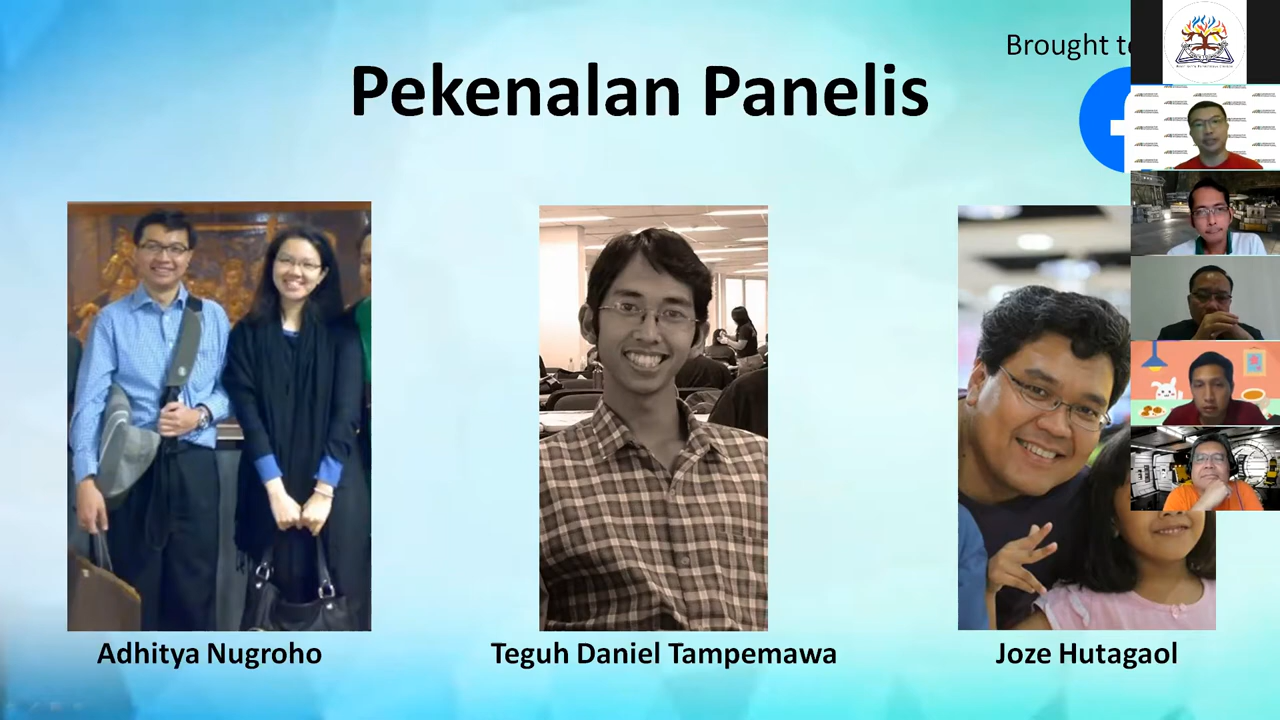 Brought t
Pekenalan Panelis
Adhitya Nugroho
Teguh Daniel Tampemawa
Joze Hutagaol